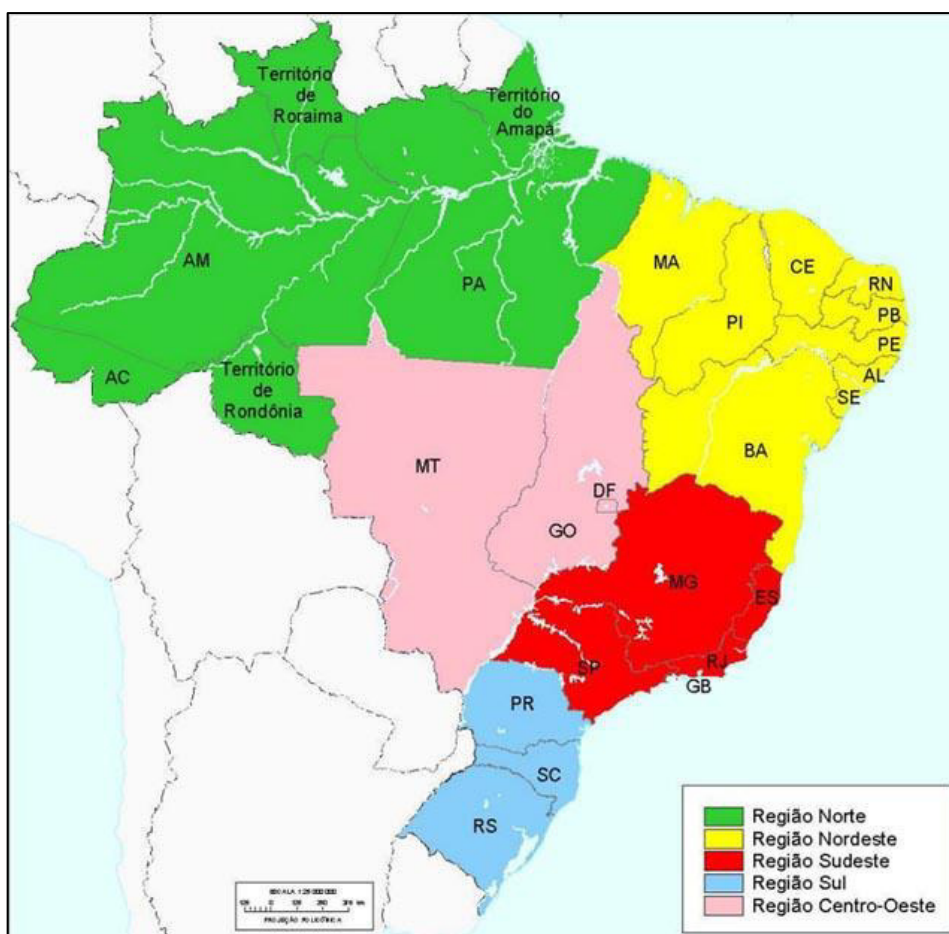 Território
de
Roraima
Território
do
Amapá
AM
PA
MA
CE
RN
PB
PI
PE
AL
SE
AC
Território
de
Rondônia
BA
MT
DF
GO
MG
ES
SP
RJ
GB
PR
SC
RS
Região Norte
Região Nordeste
Região Sudeste
Região Sul
Região Centro-Oeste
PROJEÇÃO POLICÔNICA